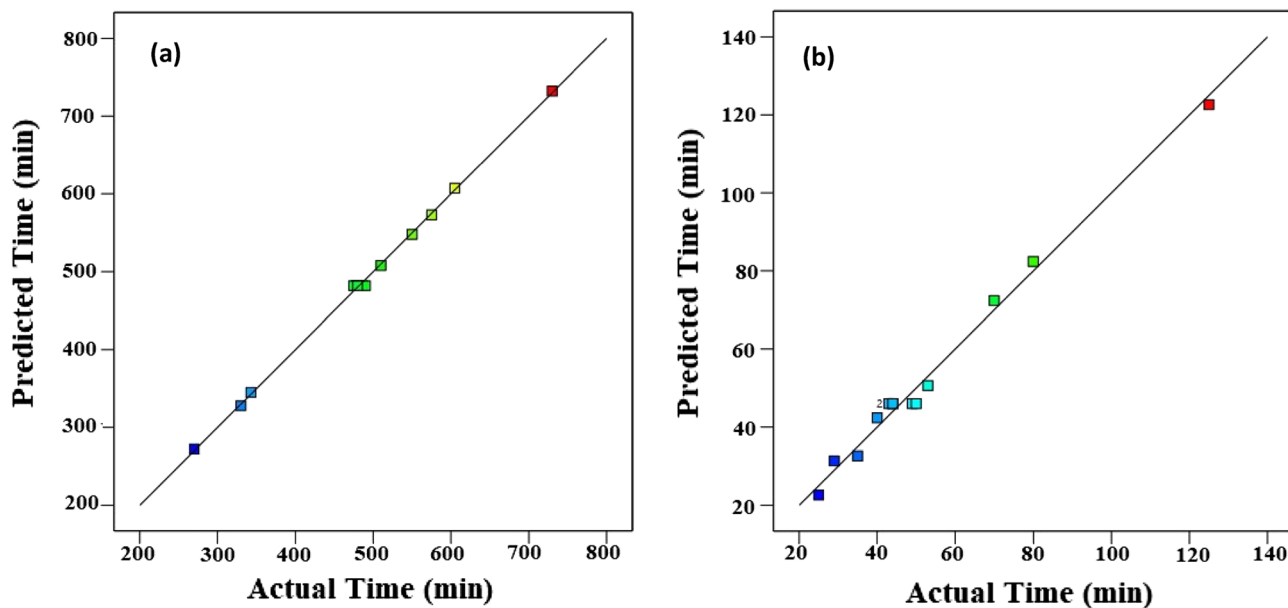 (a)
Predicted Time (min)
800
700
600
500
400
300
200
200 300 400 500 600 700 800
Actual Time (min)
(b)
Predicted Time (min)
140
120
100
80
60
40
20
2
20 40 60 80 100 120 140
Actual Time (min)